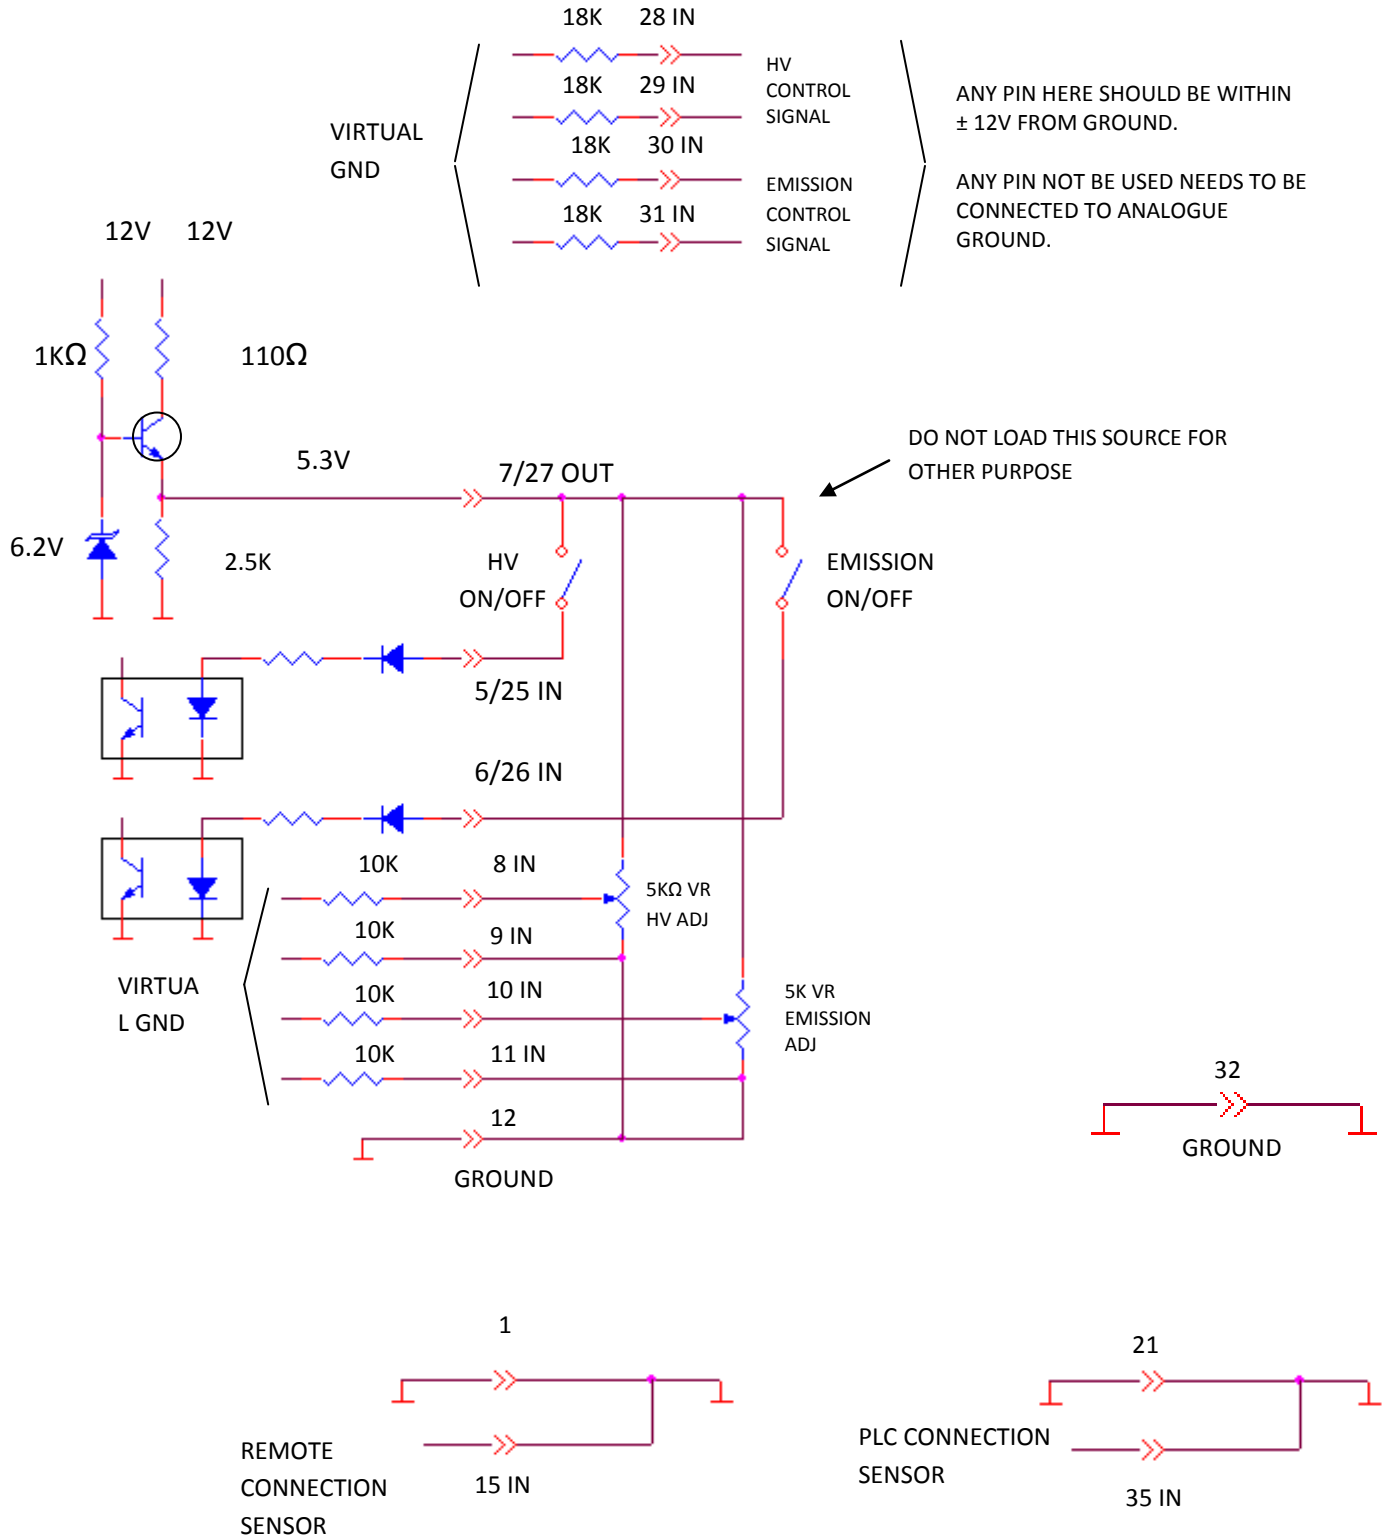 18K 28 IN
HV
18K 29 IN
CONTROL
SIGNAL
18K 30 IN
EMISSION
18K 31 IN
CONTROL
SIGNAL
VIRTUAL
GND
ANY PIN HERE SHOULD BE WITHIN
± 12V FROM GROUND.
ANY PIN NOT BE USED NEEDS TO BE
CONNECTED TO ANALOGUE
GROUND.
12V 12V
1KΩ 110Ω
5.3V
7/27 OUT
DO NOT LOAD THIS SOURCE FOR
OTHER PURPOSE
6.2V
2.5K
HV
ON/OFF
EMISSION
ON/OFF
5/25 IN
6/26 IN
10K 8 IN
5KΩ VR
HV ADJ
10K 9 IN
VIRTUA
L GND
10K 10 IN
5K VR
EMISSION
ADJ
10K 11 IN
12
GROUND
32
GROUND
1
REMOTE
CONNECTION
SENSOR
15 IN
21
PLC CONNECTION
SENSOR
35 IN